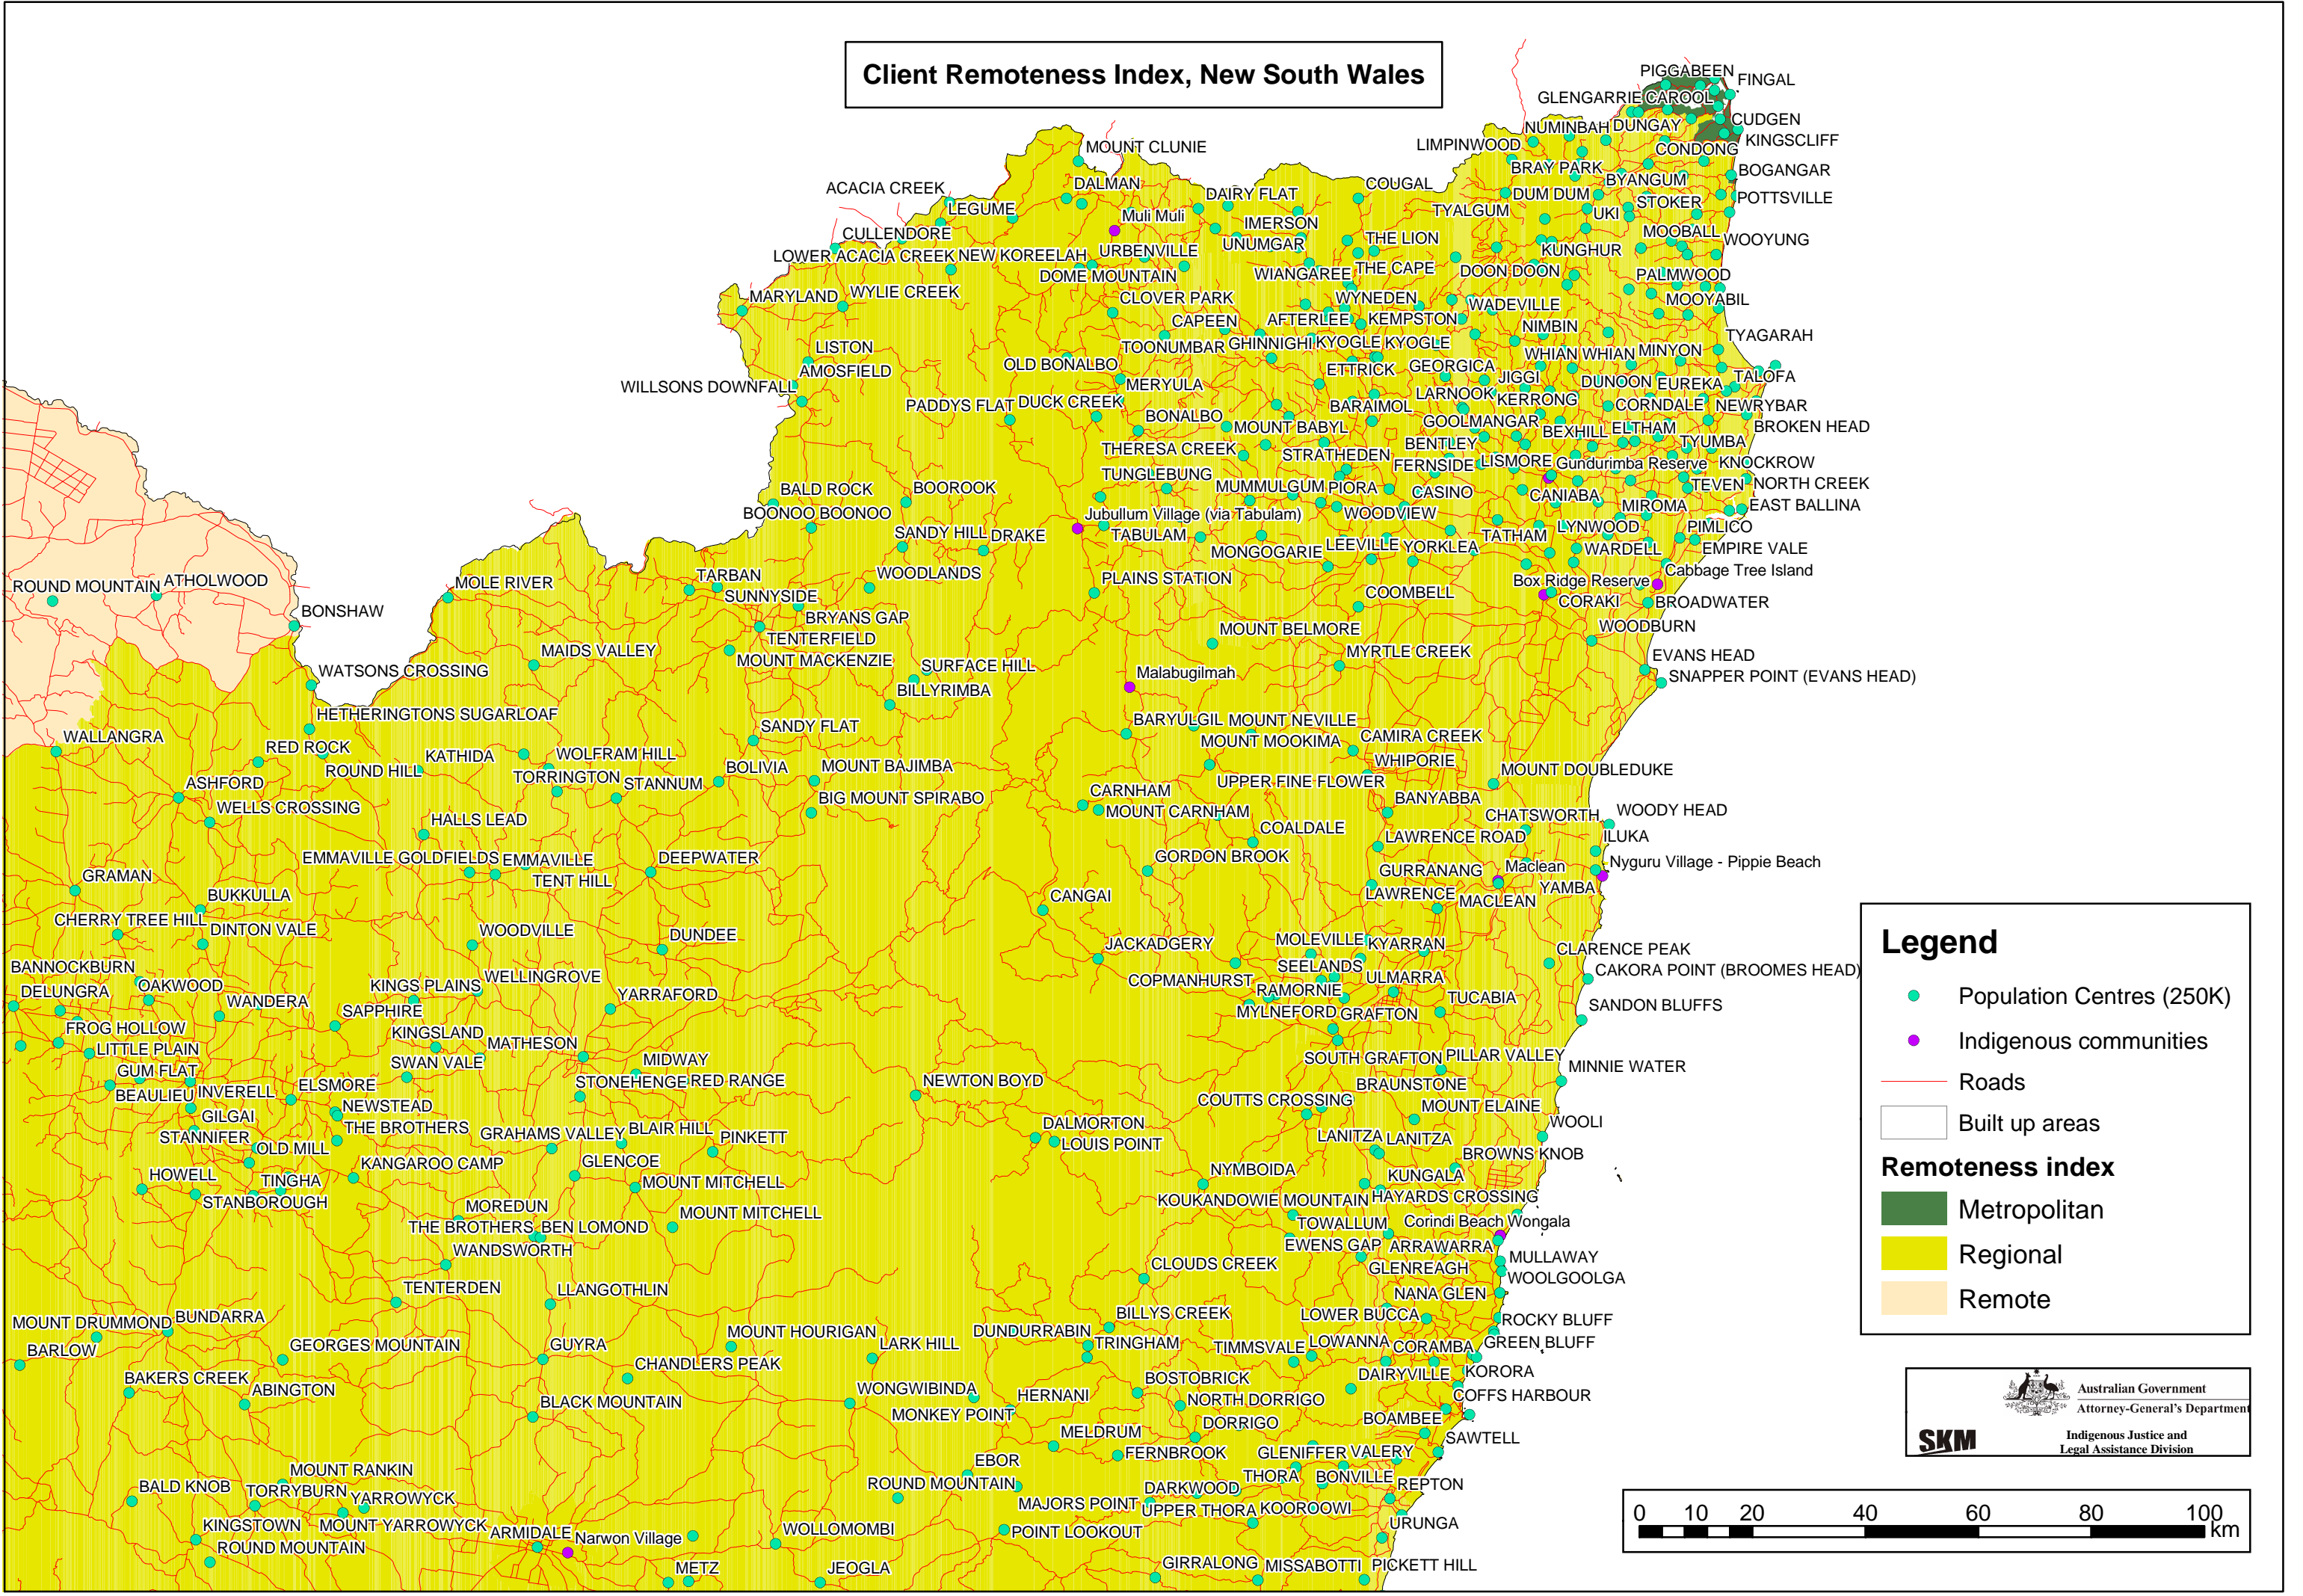 Client Remoteness Index, New South Wales
PIGGABEEN
FINGAL
GLENGARRIE
CAROOL
CUDGEN
NUMINBAH
DUNGAY
KINGSCLIFF
LIMPINWOOD
CONDONG
MOUNT CLUNIE
BRAY PARK
BOGANGAR
BYANGUM
ACACIA CREEK
DALMAN
DAIRY FLAT
COUGAL
DUM DUM
STOKER
POTTSVILLE
LEGUME
Muli Muli
IMERSON
TYALGUM
UKI
CULLENDORE
UNUMGAR
THE LION
MOOBALL
WOOYUNG
LOWER ACACIA CREEK
NEW KOREELAH
URBENVILLE
KUNGHUR
DOME MOUNTAIN
WIANGAREE
THE CAPE
DOON DOON
PALMWOOD
MARYLAND
WYLIE CREEK
CLOVER PARK
WYNEDEN
WADEVILLE
MOOYABIL
CAPEEN
AFTERLEE
KEMPSTON
NIMBIN
TYAGARAH
LISTON
TOONUMBAR
GHINNIGHI
KYOGLE
KYOGLE
WHIAN WHIAN
MINYON
AMOSFIELD
OLD BONALBO
ETTRICK
GEORGICA
JIGGI
DUNOON
EUREKA
TALOFA
WILLSONS DOWNFALL
MERYULA
LARNOOK
KERRONG
PADDYS FLAT
DUCK CREEK
BONALBO
BARAIMOL
CORNDALE
NEWRYBAR
MOUNT BABYL
GOOLMANGAR
BEXHILL
ELTHAM
BROKEN HEAD
THERESA CREEK
STRATHEDEN
BENTLEY
TYUMBA
TUNGLEBUNG
FERNSIDE
LISMORE
Gundurimba Reserve
KNOCKROW
BALD ROCK
BOOROOK
MUMMULGUM
PIORA
CASINO
CANIABA
TEVEN
NORTH CREEK
BOONOO BOONOO
Jubullum Village (via Tabulam)
WOODVIEW
MIROMA
EAST BALLINA
SANDY HILL
DRAKE
TABULAM
TATHAM
LYNWOOD
PIMLICO
MONGOGARIE
LEEVILLE
YORKLEA
WARDELL
EMPIRE VALE
ROUND MOUNTAIN
ATHOLWOOD
MOLE RIVER
TARBAN
WOODLANDS
PLAINS STATION
Box Ridge Reserve
Cabbage Tree Island
SUNNYSIDE
COOMBELL
CORAKI
BROADWATER
BONSHAW
BRYANS GAP
TENTERFIELD
MOUNT BELMORE
WOODBURN
MAIDS VALLEY
MOUNT MACKENZIE
SURFACE HILL
MYRTLE CREEK
EVANS HEAD
WATSONS CROSSING
BILLYRIMBA
Malabugilmah
SNAPPER POINT (EVANS HEAD)
HETHERINGTONS SUGARLOAF
SANDY FLAT
BARYULGIL
MOUNT NEVILLE
WALLANGRA
RED ROCK
KATHIDA
WOLFRAM HILL
MOUNT MOOKIMA
CAMIRA CREEK
ROUND HILL
TORRINGTON
BOLIVIA
MOUNT BAJIMBA
WHIPORIE
ASHFORD
STANNUM
UPPER FINE FLOWER
MOUNT DOUBLEDUKE
WELLS CROSSING
BIG MOUNT SPIRABO
CARNHAM
BANYABBA
MOUNT CARNHAM
CHATSWORTH
WOODY HEAD
HALLS LEAD
COALDALE
LAWRENCE ROAD
ILUKA
EMMAVILLE GOLDFIELDS
EMMAVILLE
DEEPWATER
GORDON BROOK
Maclean
Nyguru Village - Pippie Beach
GRAMAN
TENT HILL
GURRANANG
YAMBA
BUKKULLA
CANGAI
LAWRENCE
MACLEAN
CHERRY TREE HILL
DINTON VALE
WOODVILLE
DUNDEE
JACKADGERY
MOLEVILLE
KYARRAN
CLARENCE PEAK
BANNOCKBURN
SEELANDS
CAKORA POINT (BROOMES HEAD)
OAKWOOD
KINGS PLAINS
WELLINGROVE
COPMANHURST
ULMARRA
DELUNGRA
WANDERA
YARRAFORD
RAMORNIE
TUCABIA
SANDON BLUFFS
FROG HOLLOW
SAPPHIRE
MYLNEFORD
GRAFTON
LITTLE PLAIN
KINGSLAND
MATHESON
MIDWAY
SOUTH GRAFTON
PILLAR VALLEY
GUM FLAT
SWAN VALE
MINNIE WATER
BEAULIEU
INVERELL
ELSMORE
STONEHENGE
RED RANGE
NEWTON BOYD
BRAUNSTONE
GILGAI
NEWSTEAD
COUTTS CROSSING
MOUNT ELAINE
STANNIFER
THE BROTHERS
GRAHAMS VALLEY
BLAIR HILL
PINKETT
DALMORTON
LANITZA
LANITZA
WOOLI
OLD MILL
LOUIS POINT
BROWNS KNOB
HOWELL
TINGHA
KANGAROO CAMP
GLENCOE
MOUNT MITCHELL
NYMBOIDA
KUNGALA
STANBOROUGH
MOREDUN
KOUKANDOWIE MOUNTAIN
HAYARDS CROSSING
THE BROTHERS
BEN LOMOND
MOUNT MITCHELL
TOWALLUM
Corindi Beach Wongala
WANDSWORTH
EWENS GAP
ARRAWARRA
MULLAWAY
CLOUDS CREEK
GLENREAGH
WOOLGOOLGA
TENTERDEN
LLANGOTHLIN
NANA GLEN
MOUNT DRUMMOND
BUNDARRA
BILLYS CREEK
LOWER BUCCA
ROCKY BLUFF
BARLOW
GEORGES MOUNTAIN
GUYRA
MOUNT HOURIGAN
LARK HILL
DUNDURRABIN
TRINGHAM
TIMMSVALE
LOWANNA
CORAMBA
GREEN BLUFF
CHANDLERS PEAK
BOSTOBRICK
DAIRYVILLE
KORORA
BAKERS CREEK
ABINGTON
WONGWIBINDA
HERNANI
NORTH DORRIGO
COFFS HARBOUR
BLACK MOUNTAIN
MONKEY POINT
DORRIGO
BOAMBEE
MELDRUM
SAWTELL
FERNBROOK
GLENIFFER
VALERY
MOUNT RANKIN
EBOR
BALD KNOB
TORRYBURN
ROUND MOUNTAIN
DARKWOOD
THORA
BONVILLE
REPTON
YARROWYCK
MAJORS POINT
UPPER THORA
KOOROOWI
KINGSTOWN
MOUNT YARROWYCK
ARMIDALE
Narwon Village
WOLLOMOMBI
POINT LOOKOUT
URUNGA
ROUND MOUNTAIN
METZ
JEOGLA
GIRRALONG
MISSABOTTI
PICKETT HILL
Legend
Population Centres (250K)
Indigenous communities
Roads
Built up areas
Remoteness index
Metropolitan
Regional
Remote
Australian Government
Attorney-General's Department
SKM
Indigenous Justice and
Legal Assistance Division
0 10 20 40 60 80 100
km